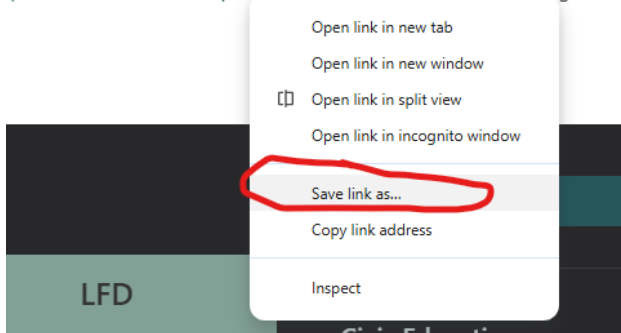 Open link in new tab
Open link in new window
Open link in split view
Open link in incognito window
Save link as...
Copy link address
Inspect
LFD